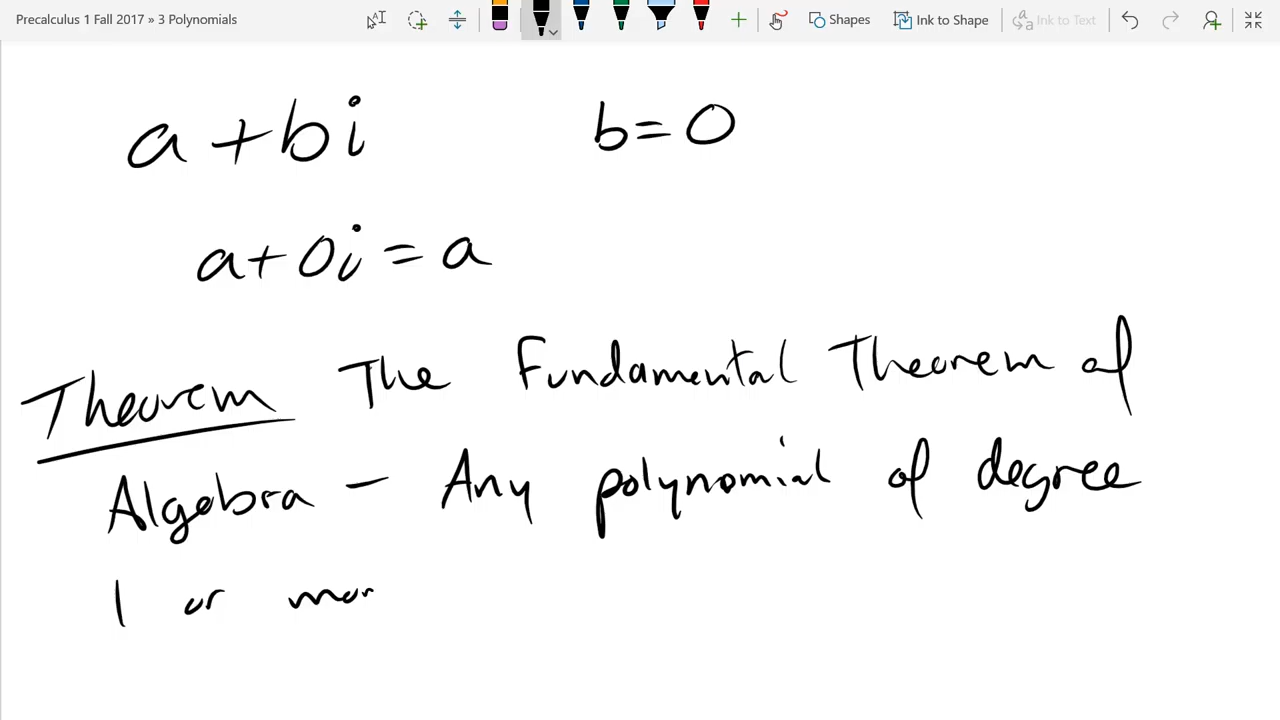 Precalculus 1 Fall 2017 » 3 Polynomials
Shapes
Ink to Shape
Ink to Text
a+bi b=0
a+0i=a
Theorem The Fundamental Theorem of
Algebra - Any polynomial of degree
1 or mor